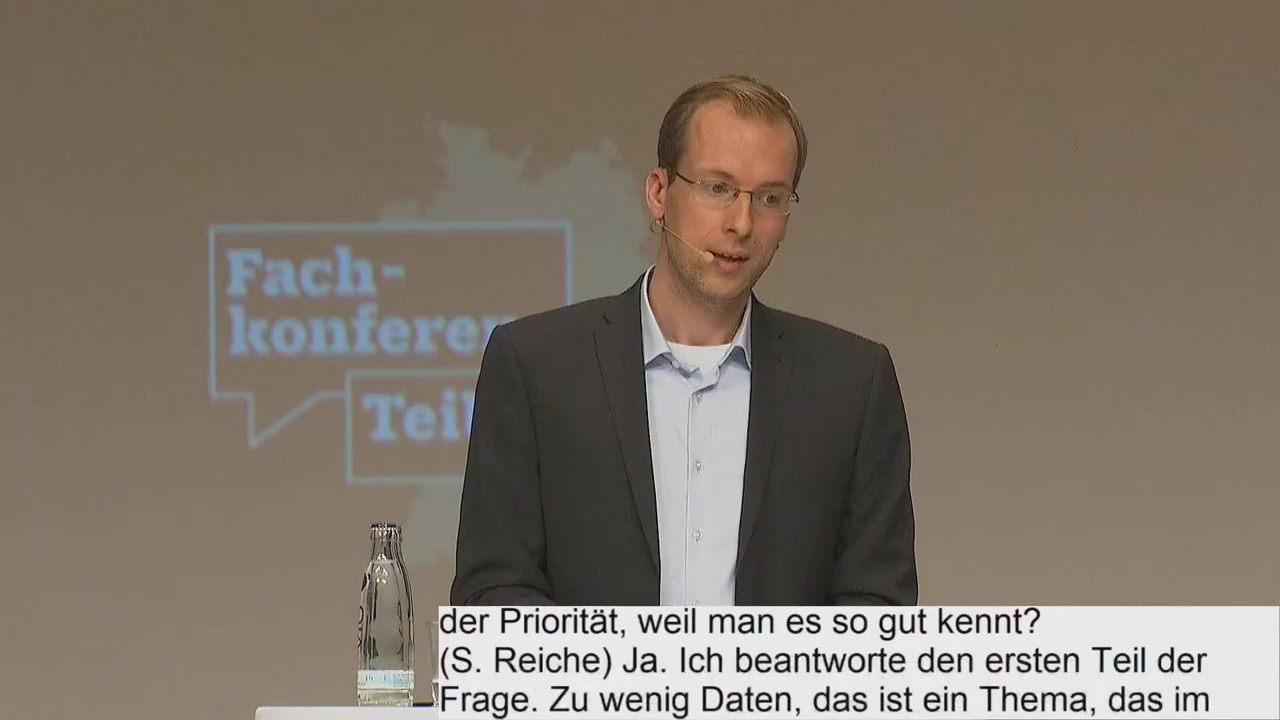 Fach-
konferen
Teil
der Priorität, weil man es so gut kennt?
(S. Reiche) Ja. Ich beantworte den ersten Teil der
Frage. Zu wenig Daten, das ist ein Thema, das im